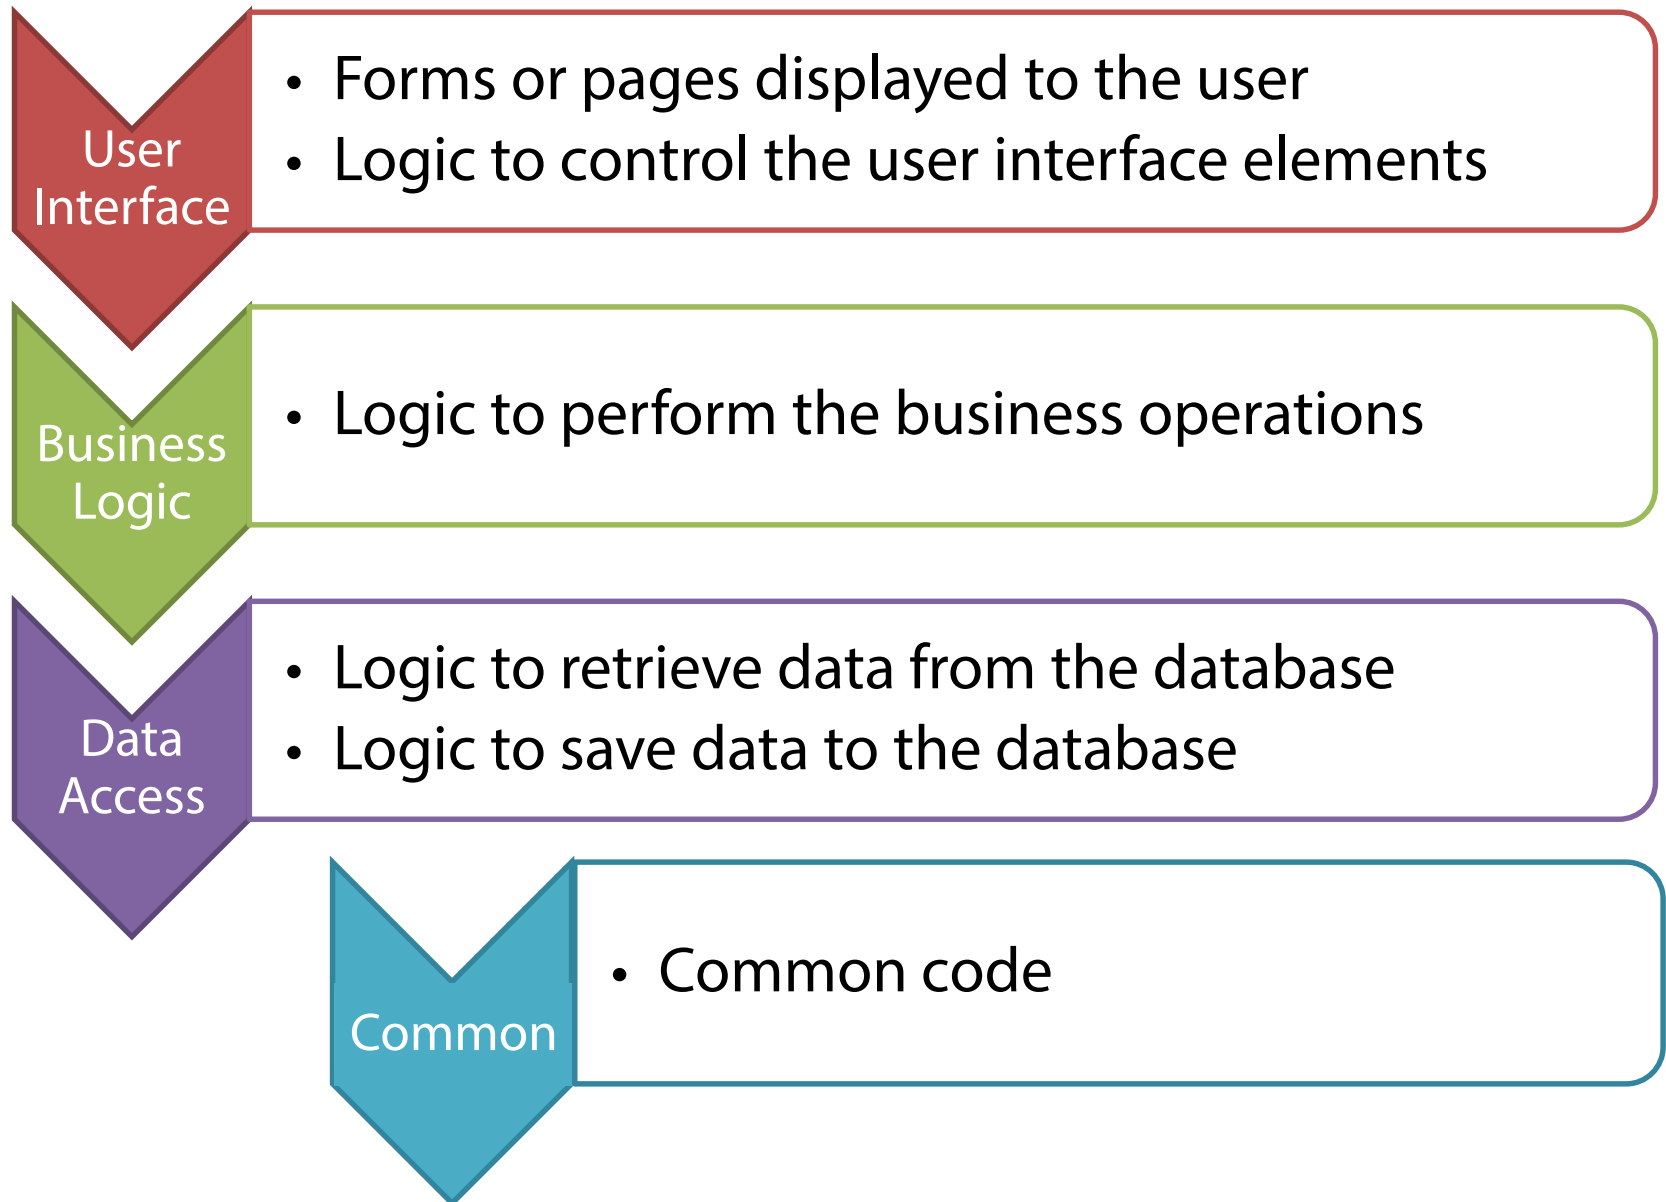 User
Interface
• Forms or pages displayed to the user
• Logic to control the user interface elements
Business
Logic
• Logic to perform the business operations
Data
Access
• Logic to retrieve data from the database
• Logic to save data to the database
Common
• Common code